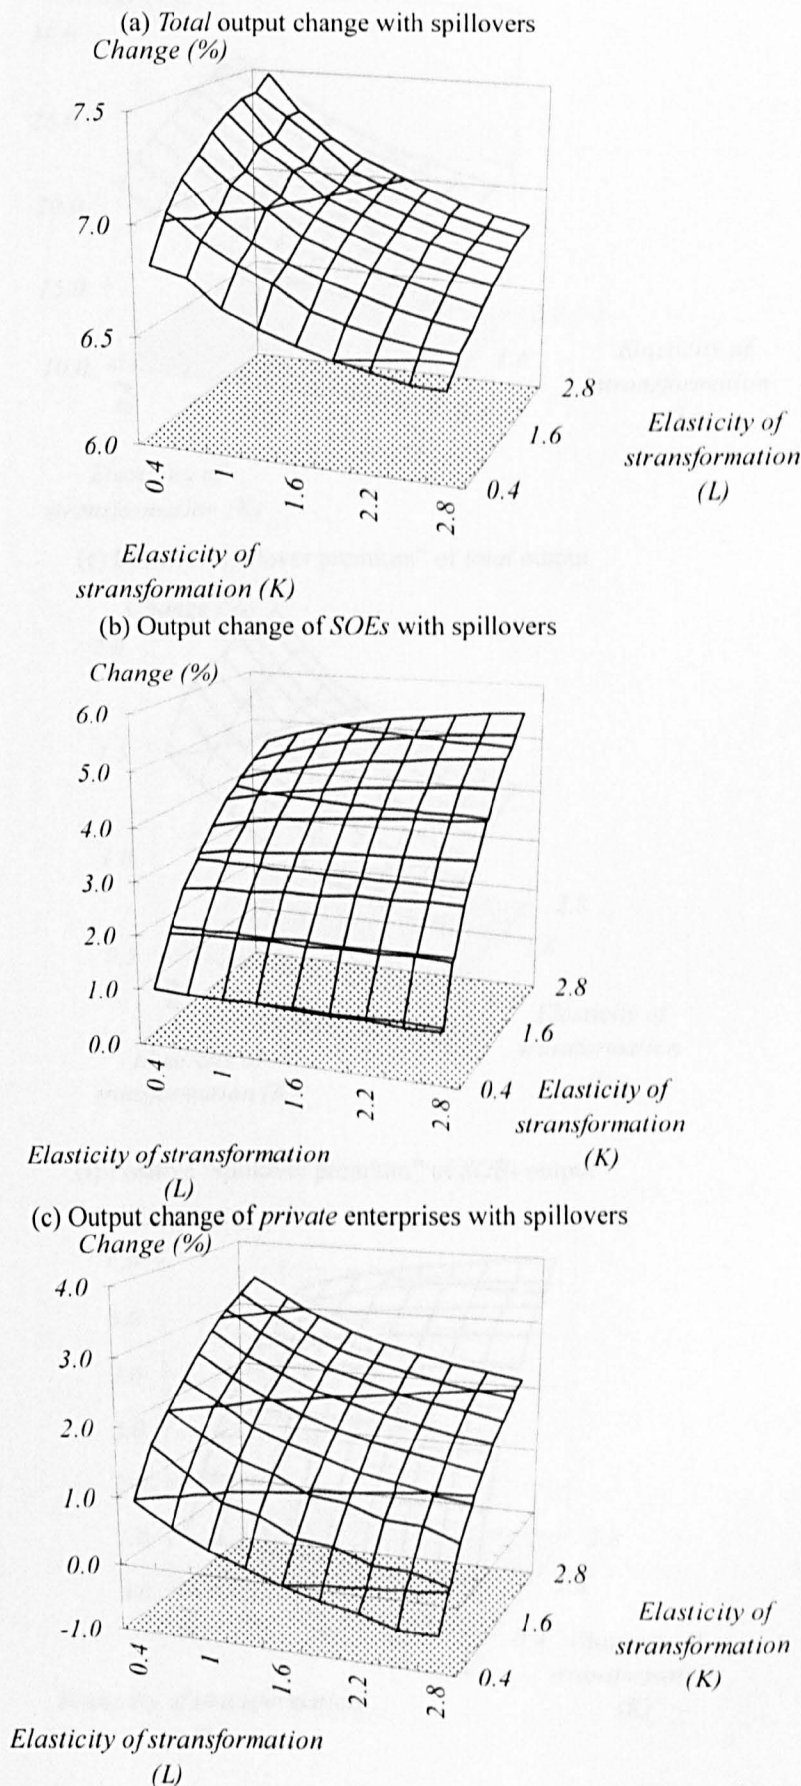 (a) Total output change with spillovers
Change (%)
7.5
7.0
6.5
6.0
0.4
1
1.6
2.2
2.8
2.8
1.6
0.4
Elasticity of
stransformation
(L)
Elasticity of
stransformation (K)
(b) Output change of SOEs with spillovers
Change (%)
6.0
5.0
4.0
3.0
2.0
1.0
0.0
0.4
1
1.6
2.2
2.8
2.8
1.6
0.4
Elasticity of
stransformation
(K)
Elasticity of stransformation
(L)
(c) Output change of private enterprises with spillovers
Change (%)
4.0
3.0
2.0
1.0
0.0
-1.0
0.4
1
1.6
2.2
2.8
2.8
1.6
0.4
Elasticity of
stransformation
(K)
Elasticity of stransformation
(L)